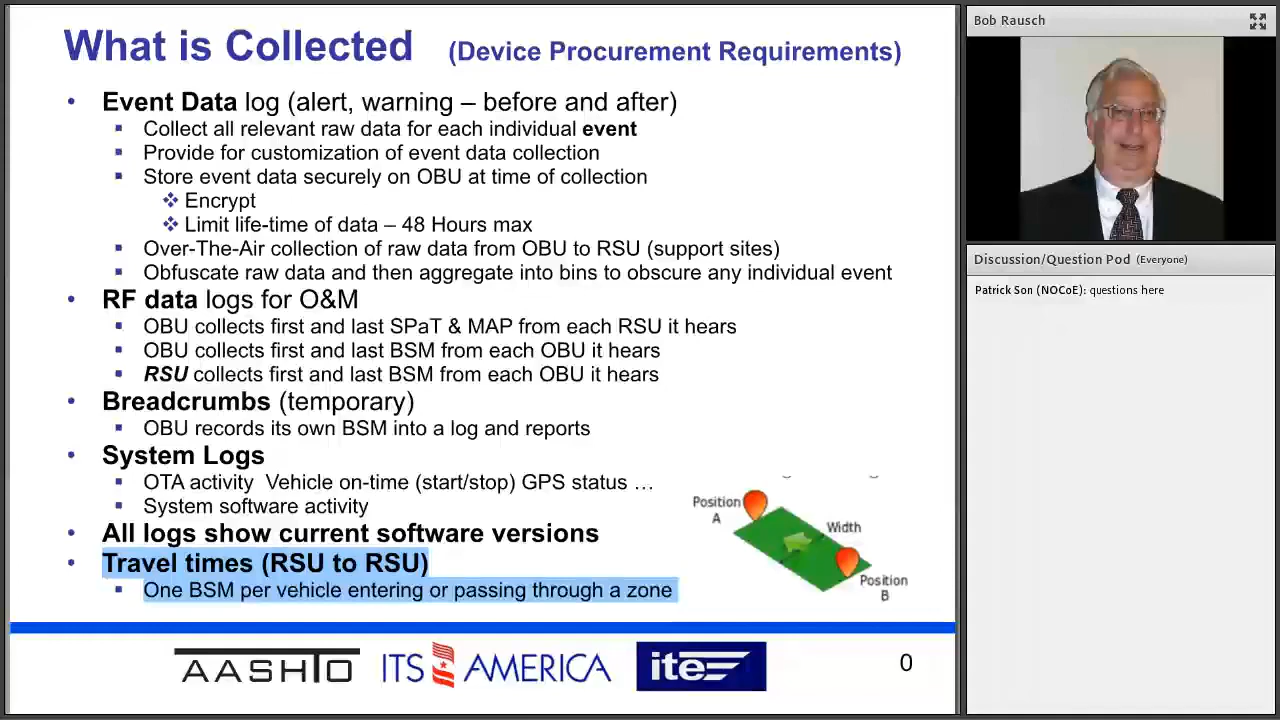 What is Collected (Device Procurement Requirements)
• Event Data log (alert, warning – before and after)
▪ Collect all relevant raw data for each individual event
▪ Provide for customization of event data collection
▪ Store event data securely on OBU at time of collection
❖ Encrypt
❖ Limit life-time of data – 48 Hours max
▪ Over-The-Air collection of raw data from OBU to RSU (support sites)
▪ Obfuscate raw data and then aggregate into bins to obscure any individual event
• RF data logs for O&M
▪ OBU collects first and last SPaT & MAP from each RSU it hears
▪ OBU collects first and last BSM from each OBU it hears
▪ RSU collects first and last BSM from each OBU it hears
• Breadcrumbs (temporary)
▪ OBU records its own BSM into a log and reports
• System Logs
▪ OTA activity Vehicle on-time (start/stop) GPS status …
▪ System software activity
• All logs show current software versions
• Travel times (RSU to RSU)
▪ One BSM per vehicle entering or passing through a zone
Position
A
Width
Position
B
AASHTO ITS AMERICA ite
0
Bob Rausch
Discussion/Question Pod (Everyone)
Patrick Son (NOCoE): questions here